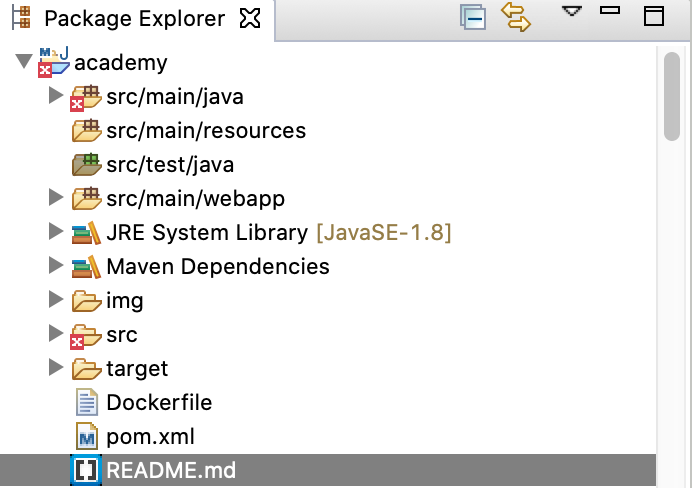 Package Explorer
academy
src/main/java
src/main/resources
src/test/java
src/main/webapp
JRE System Library [JavaSE-1.8]
Maven Dependencies
img
src
target
Dockerfile
pom.xml
README.md